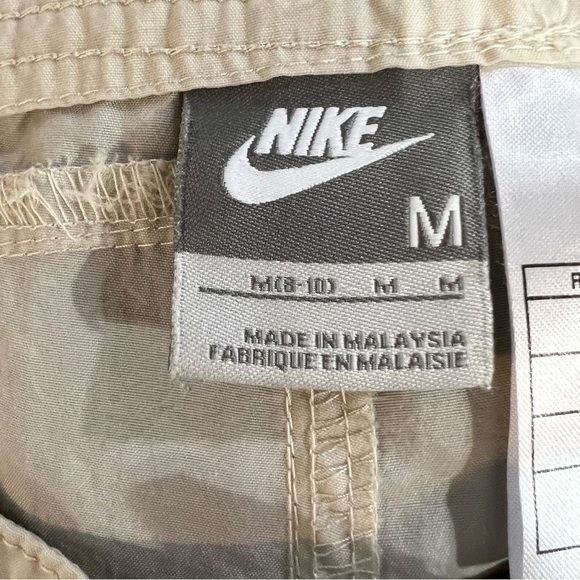 NIKE
M
M(8-10) M M
MADE IN MALAYSIA
FABRIQUE EN MALAISIE